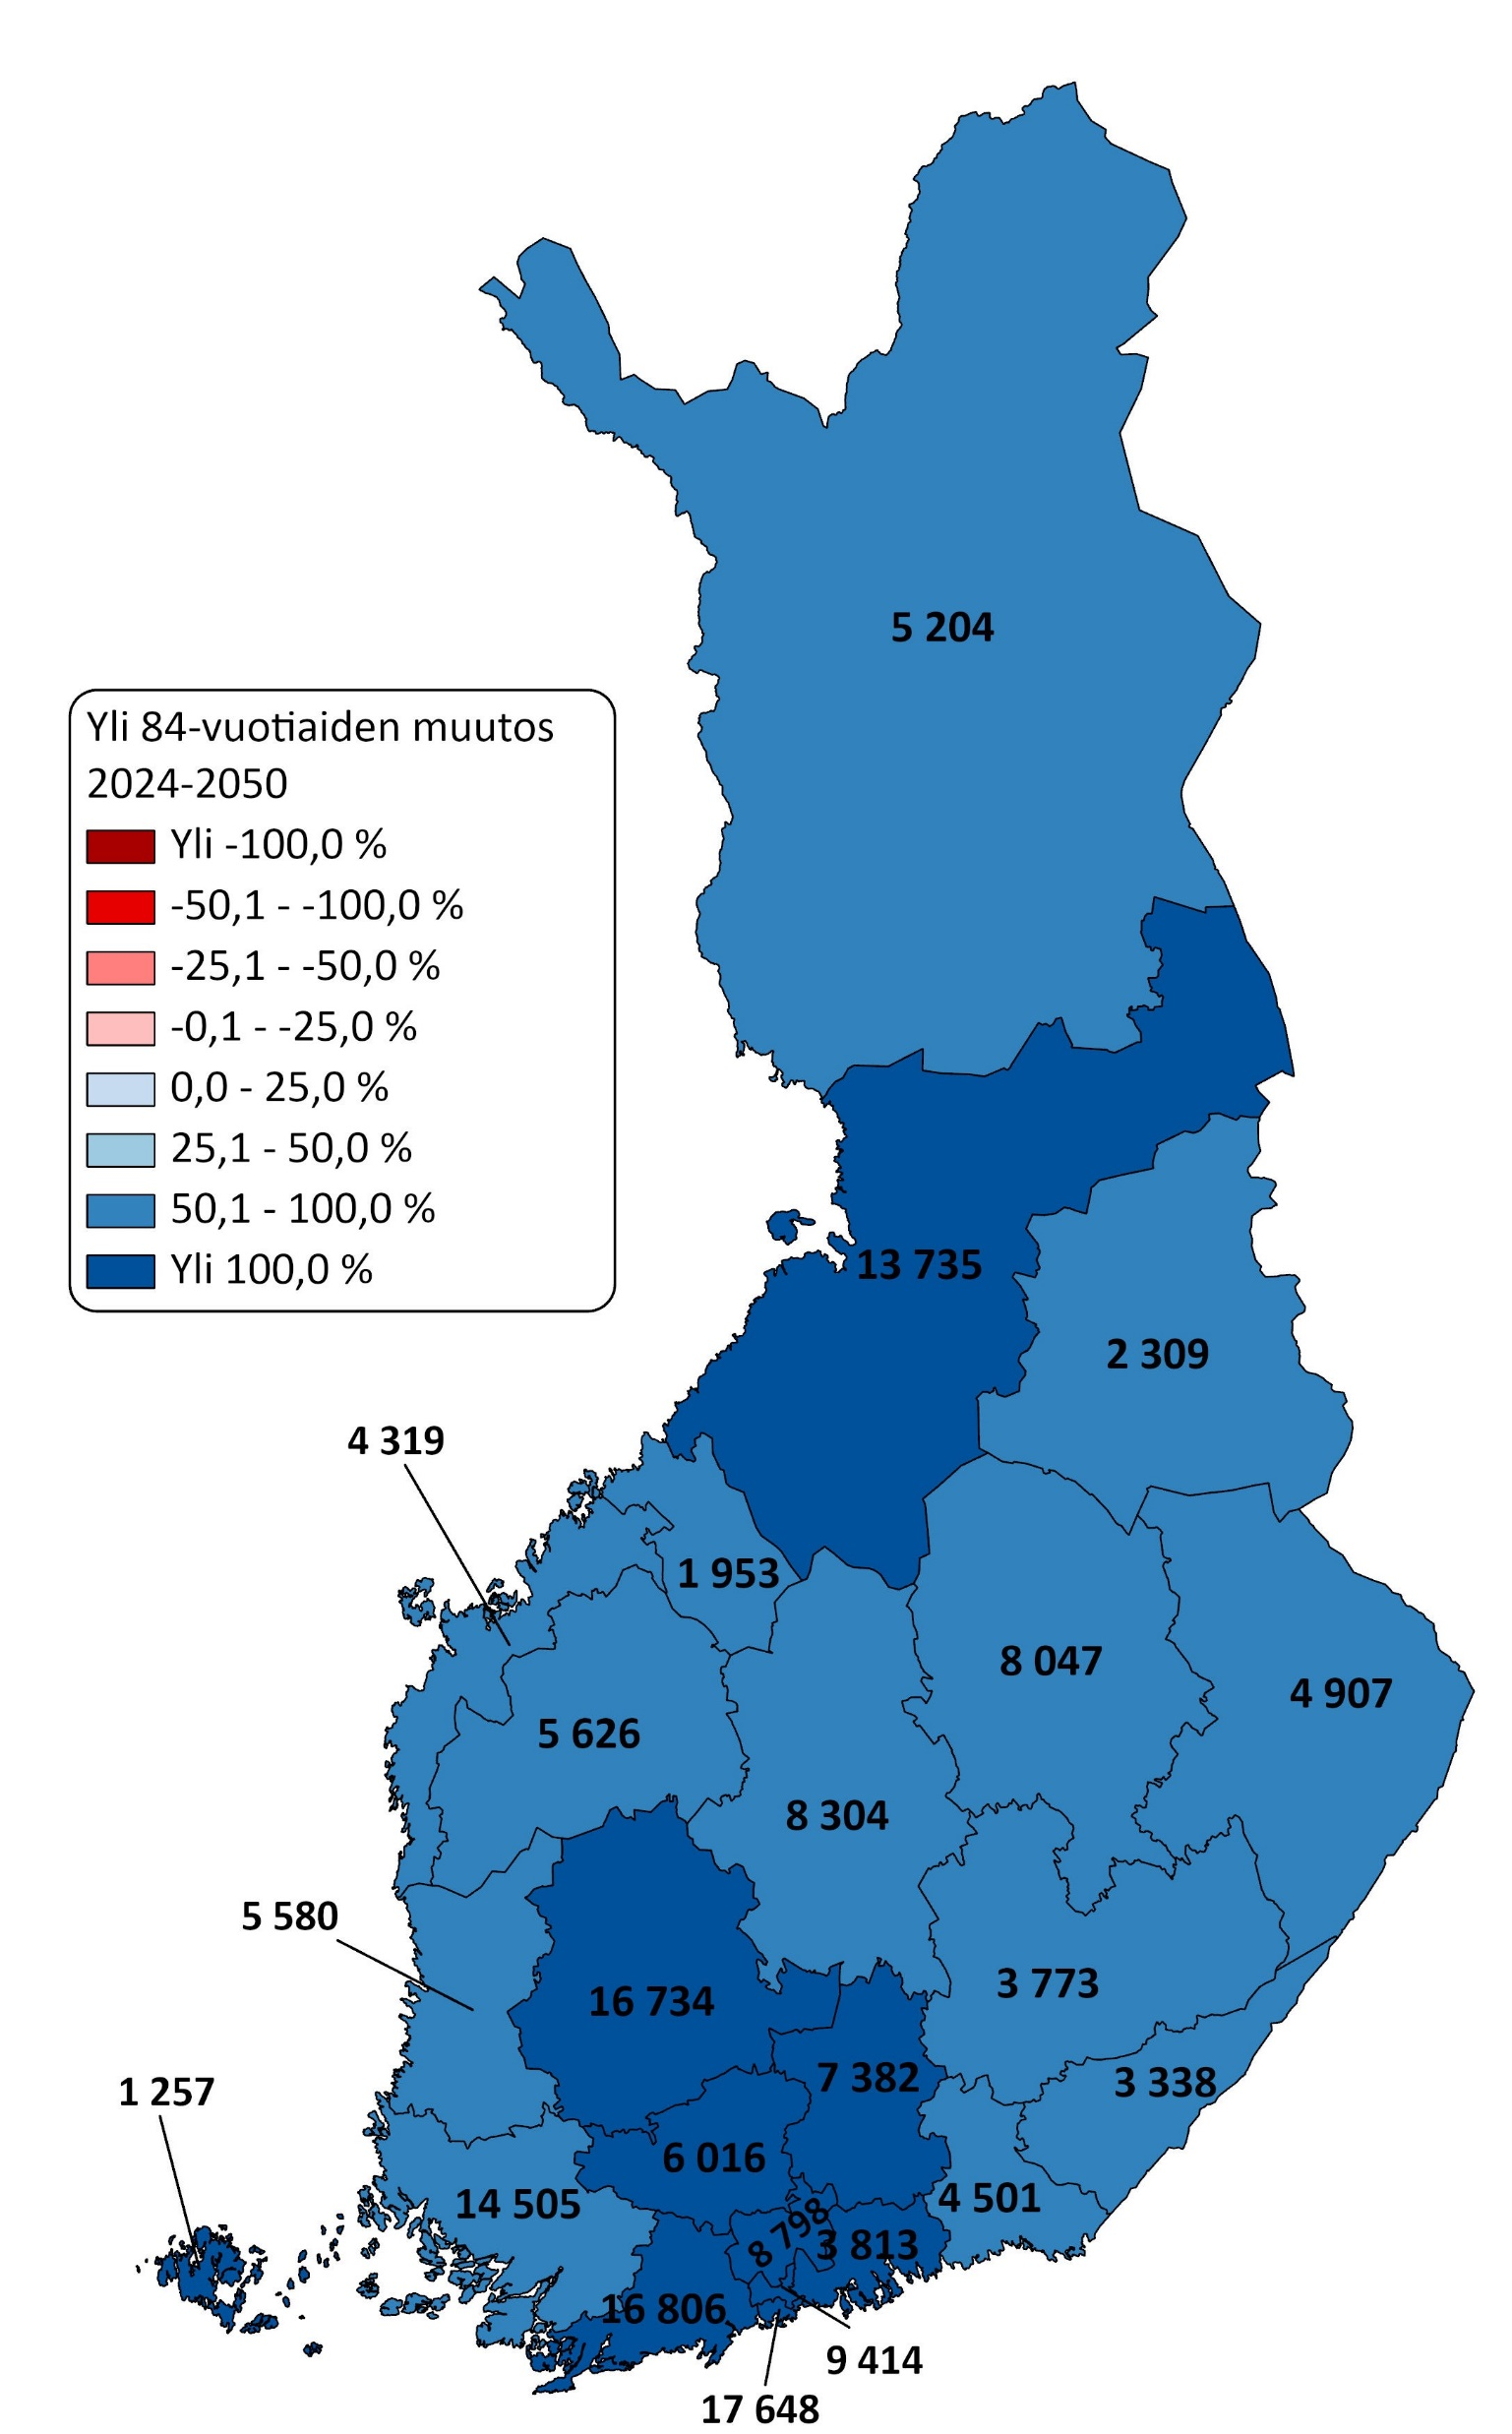 5 204
Yli 84-vuotiaiden muutos
2024-2050
Yli -100,0 %
-50,1 - -100,0 %
-25,1 - -50,0 %
-0,1 - -25,0 %
0,0 - 25,0 %
25,1 - 50,0 %
50,1 - 100,0 %
Yli 100,0 %
13 735
2 309
4 319
1 953
8 047
4 907
5 626
8 304
5 580
3 773
16 734
7 382
3 338
1 257
6 016
4 501
14 505
8 798
3 813
16 806
9 414
17 648